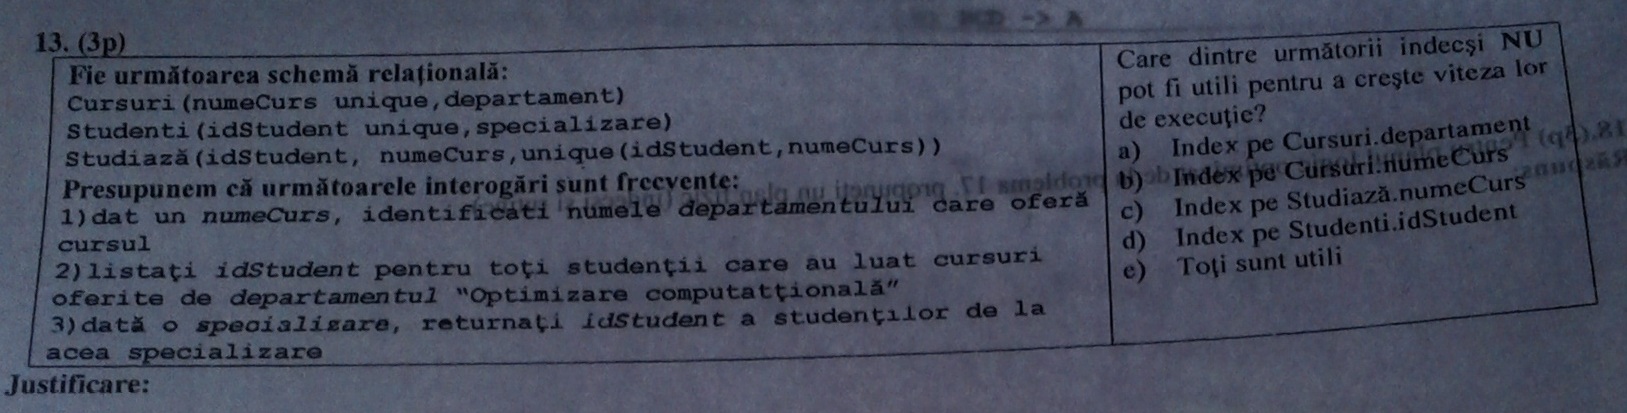 13. (3p)
Fie următoarea schemă relaţională:
Cursuri(numeCurs unique,departament)
Studenti(idStudent unique,specializare)
Studiază(idStudent, numeCurs,unique(idStudent,numeCurs))
Presupunem că următoarele interogări sunt frecvente:
1)dat un numeCurs, identificati numele departamentului care oferă
cursul
2)listaţi idStudent pentru toţi studenţii care au luat cursuri
oferite de departamentul "Optimizare computatţională"
3)dată o specializare, returnaţi idStudent a studenţilor de la
acea specializare
Care dintre următorii indecşi NU
pot fi utili pentru a creşte viteza lor
de execuţie?
a) Index pe Cursuri.departament
b) Index pe Cursuri.numeCurs
c) Index pe Studiază.numeCurs
d) Index pe Studenti.idStudent
e) Toţi sunt utili
Justificare: